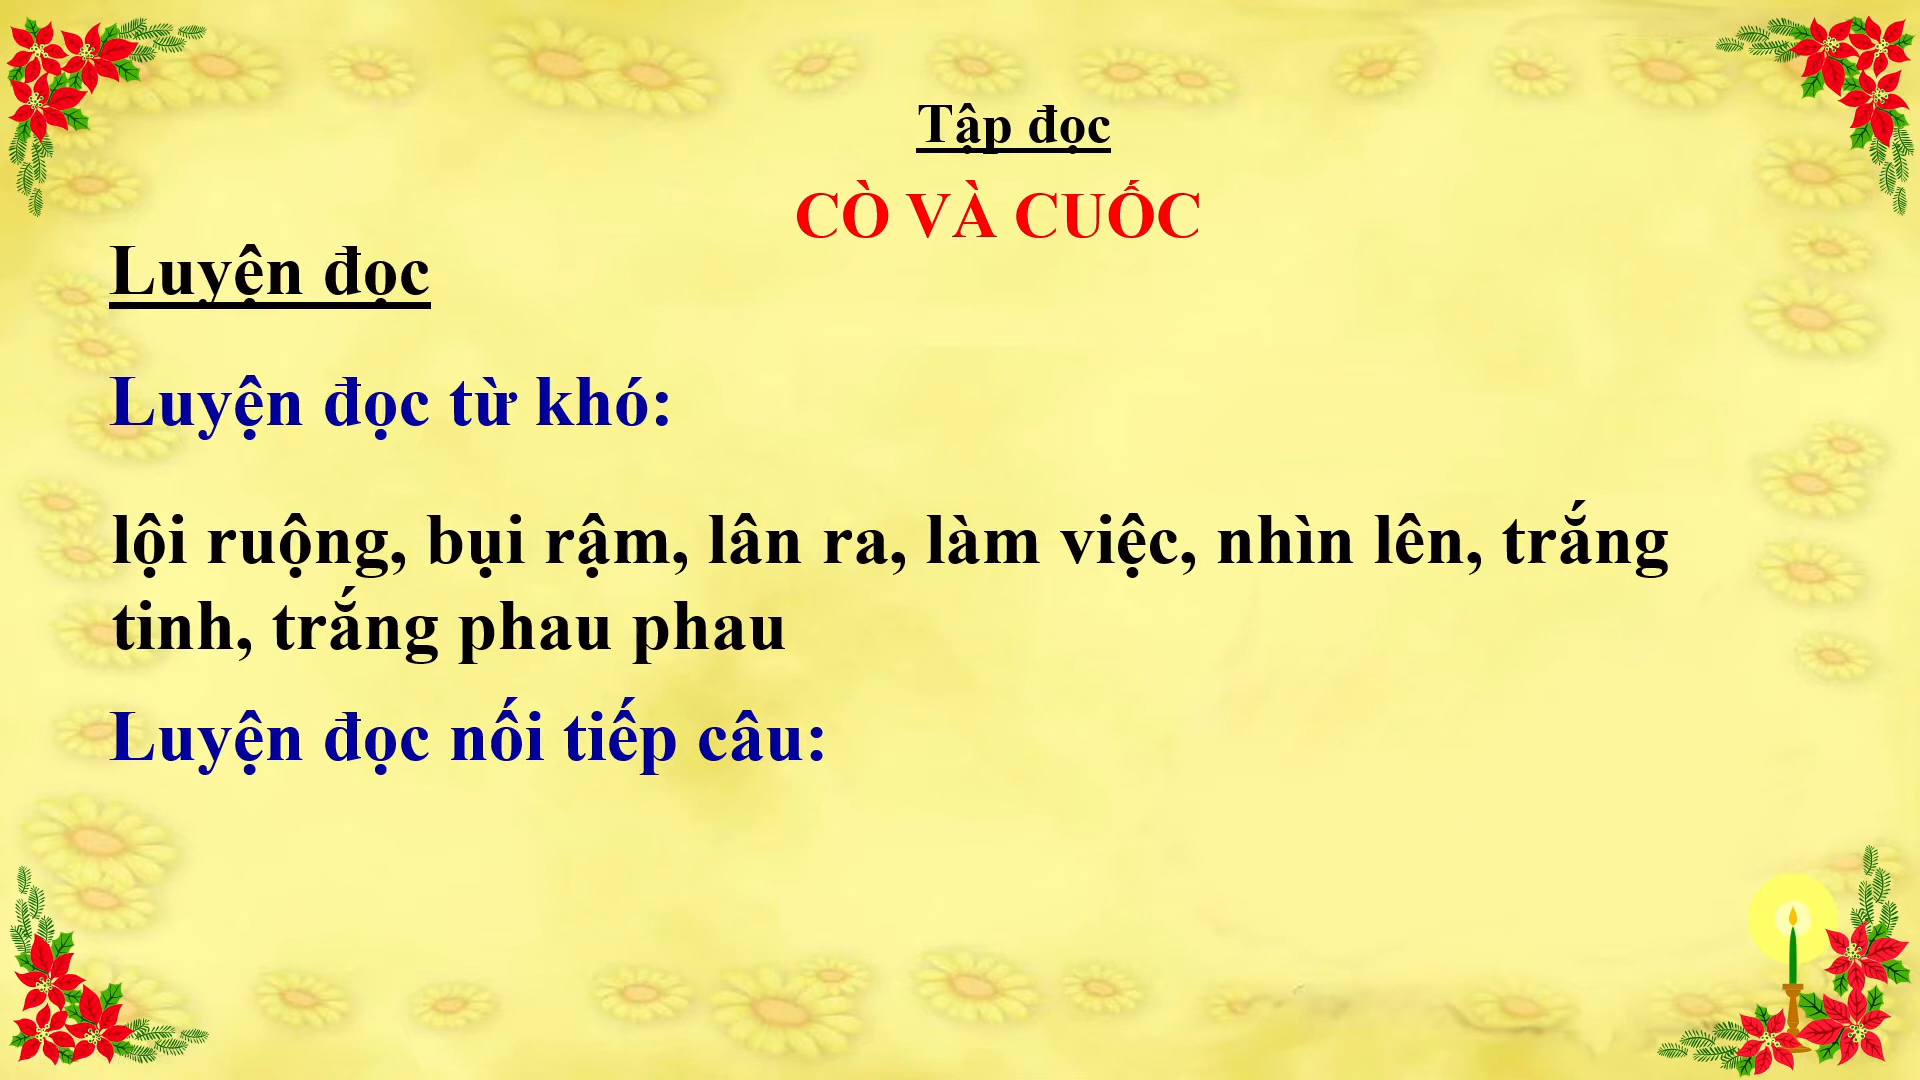 Tập đọc
CÒ VÀ CUỐC
Luyện đọc
Luyện đọc từ khó:
lội ruộng, bụi rậm, lân ra, làm việc, nhìn lên, trắng
tinh, trắng phau phau
Luyện đọc nối tiếp câu: